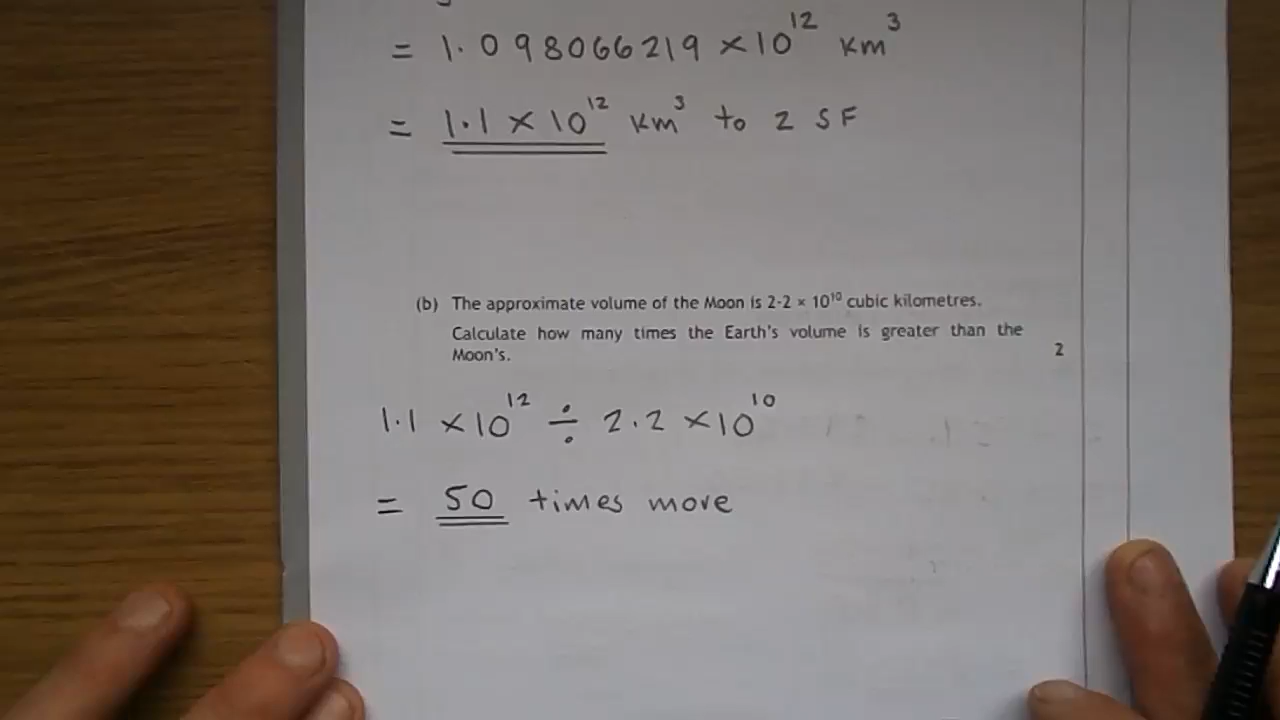 = 1.098066219 × 10¹² km³
= 1.1 × 10¹² km³ to 2 SF
(b) The approximate volume of the Moon is 2·2 × 10¹⁰ cubic kilometres.
Calculate how many times the Earth's volume is greater than the
Moon's.
2
1.1 × 10¹² ÷ 2.2 × 10¹⁰
= 50 times more